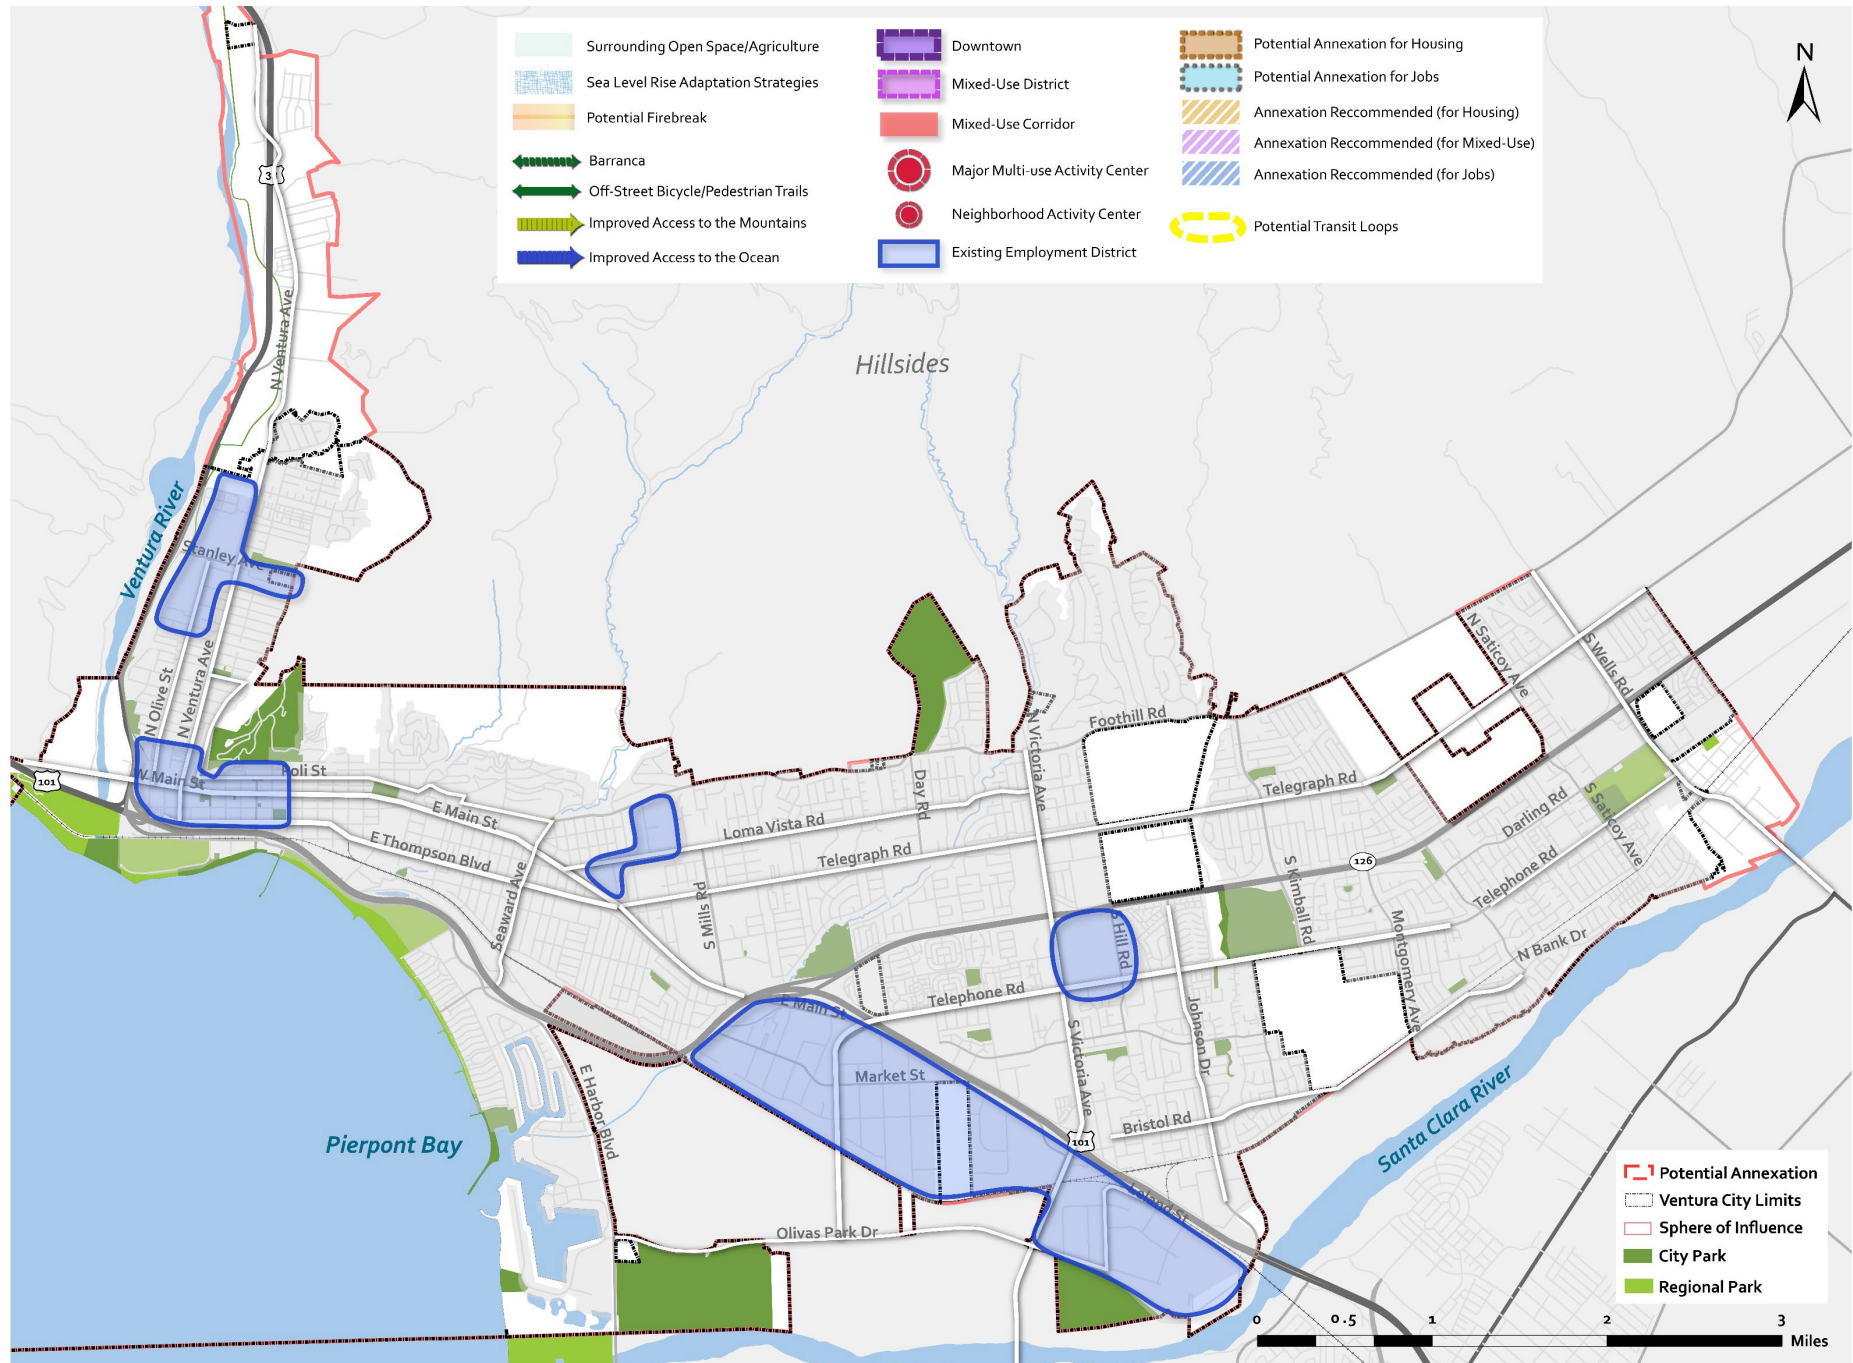 Surrounding Open Space/Agriculture
Sea Level Rise Adaptation Strategies
Potential Firebreak
Barranca
Off-Street Bicycle/Pedestrian Trails
Improved Access to the Mountains
Improved Access to the Ocean
Downtown
Mixed-Use District
Mixed-Use Corridor
Major Multi-use Activity Center
Neighborhood Activity Center
Existing Employment District
Potential Annexation for Housing
Potential Annexation for Jobs
Annexation Reccommended (for Housing)
Annexation Reccommended (for Mixed-Use)
Annexation Reccommended (for Jobs)
Potential Transit Loops
N
33
N Ventura Ave
Hillsides
Ventura River
Stanley Ave
N Olive St
N Ventura Ave
W Main St
Poli St
101
E Main St
E Thompson Blvd
Seaward Ave
Loma Vista Rd
Telegraph Rd
S Mills Rd
Day Rd
N Victoria Ave
Foothill Rd
Telegraph Rd
N Saticoy Ave
S Wells Rd
S Saticoy Ave
Darling Rd
Telephone Rd
126
S Kimball Rd
Montgomery Ave
N Bank Dr
S Hill Rd
Telephone Rd
Johnson Dr
S Victoria Ave
E Main St
Market St
Bristol Rd
101
Leland St
E Harbor Blvd
Olivas Park Dr
Pierpont Bay
Santa Clara River
Potential Annexation
Ventura City Limits
Sphere of Influence
City Park
Regional Park
0 0.5 1 2 3
Miles